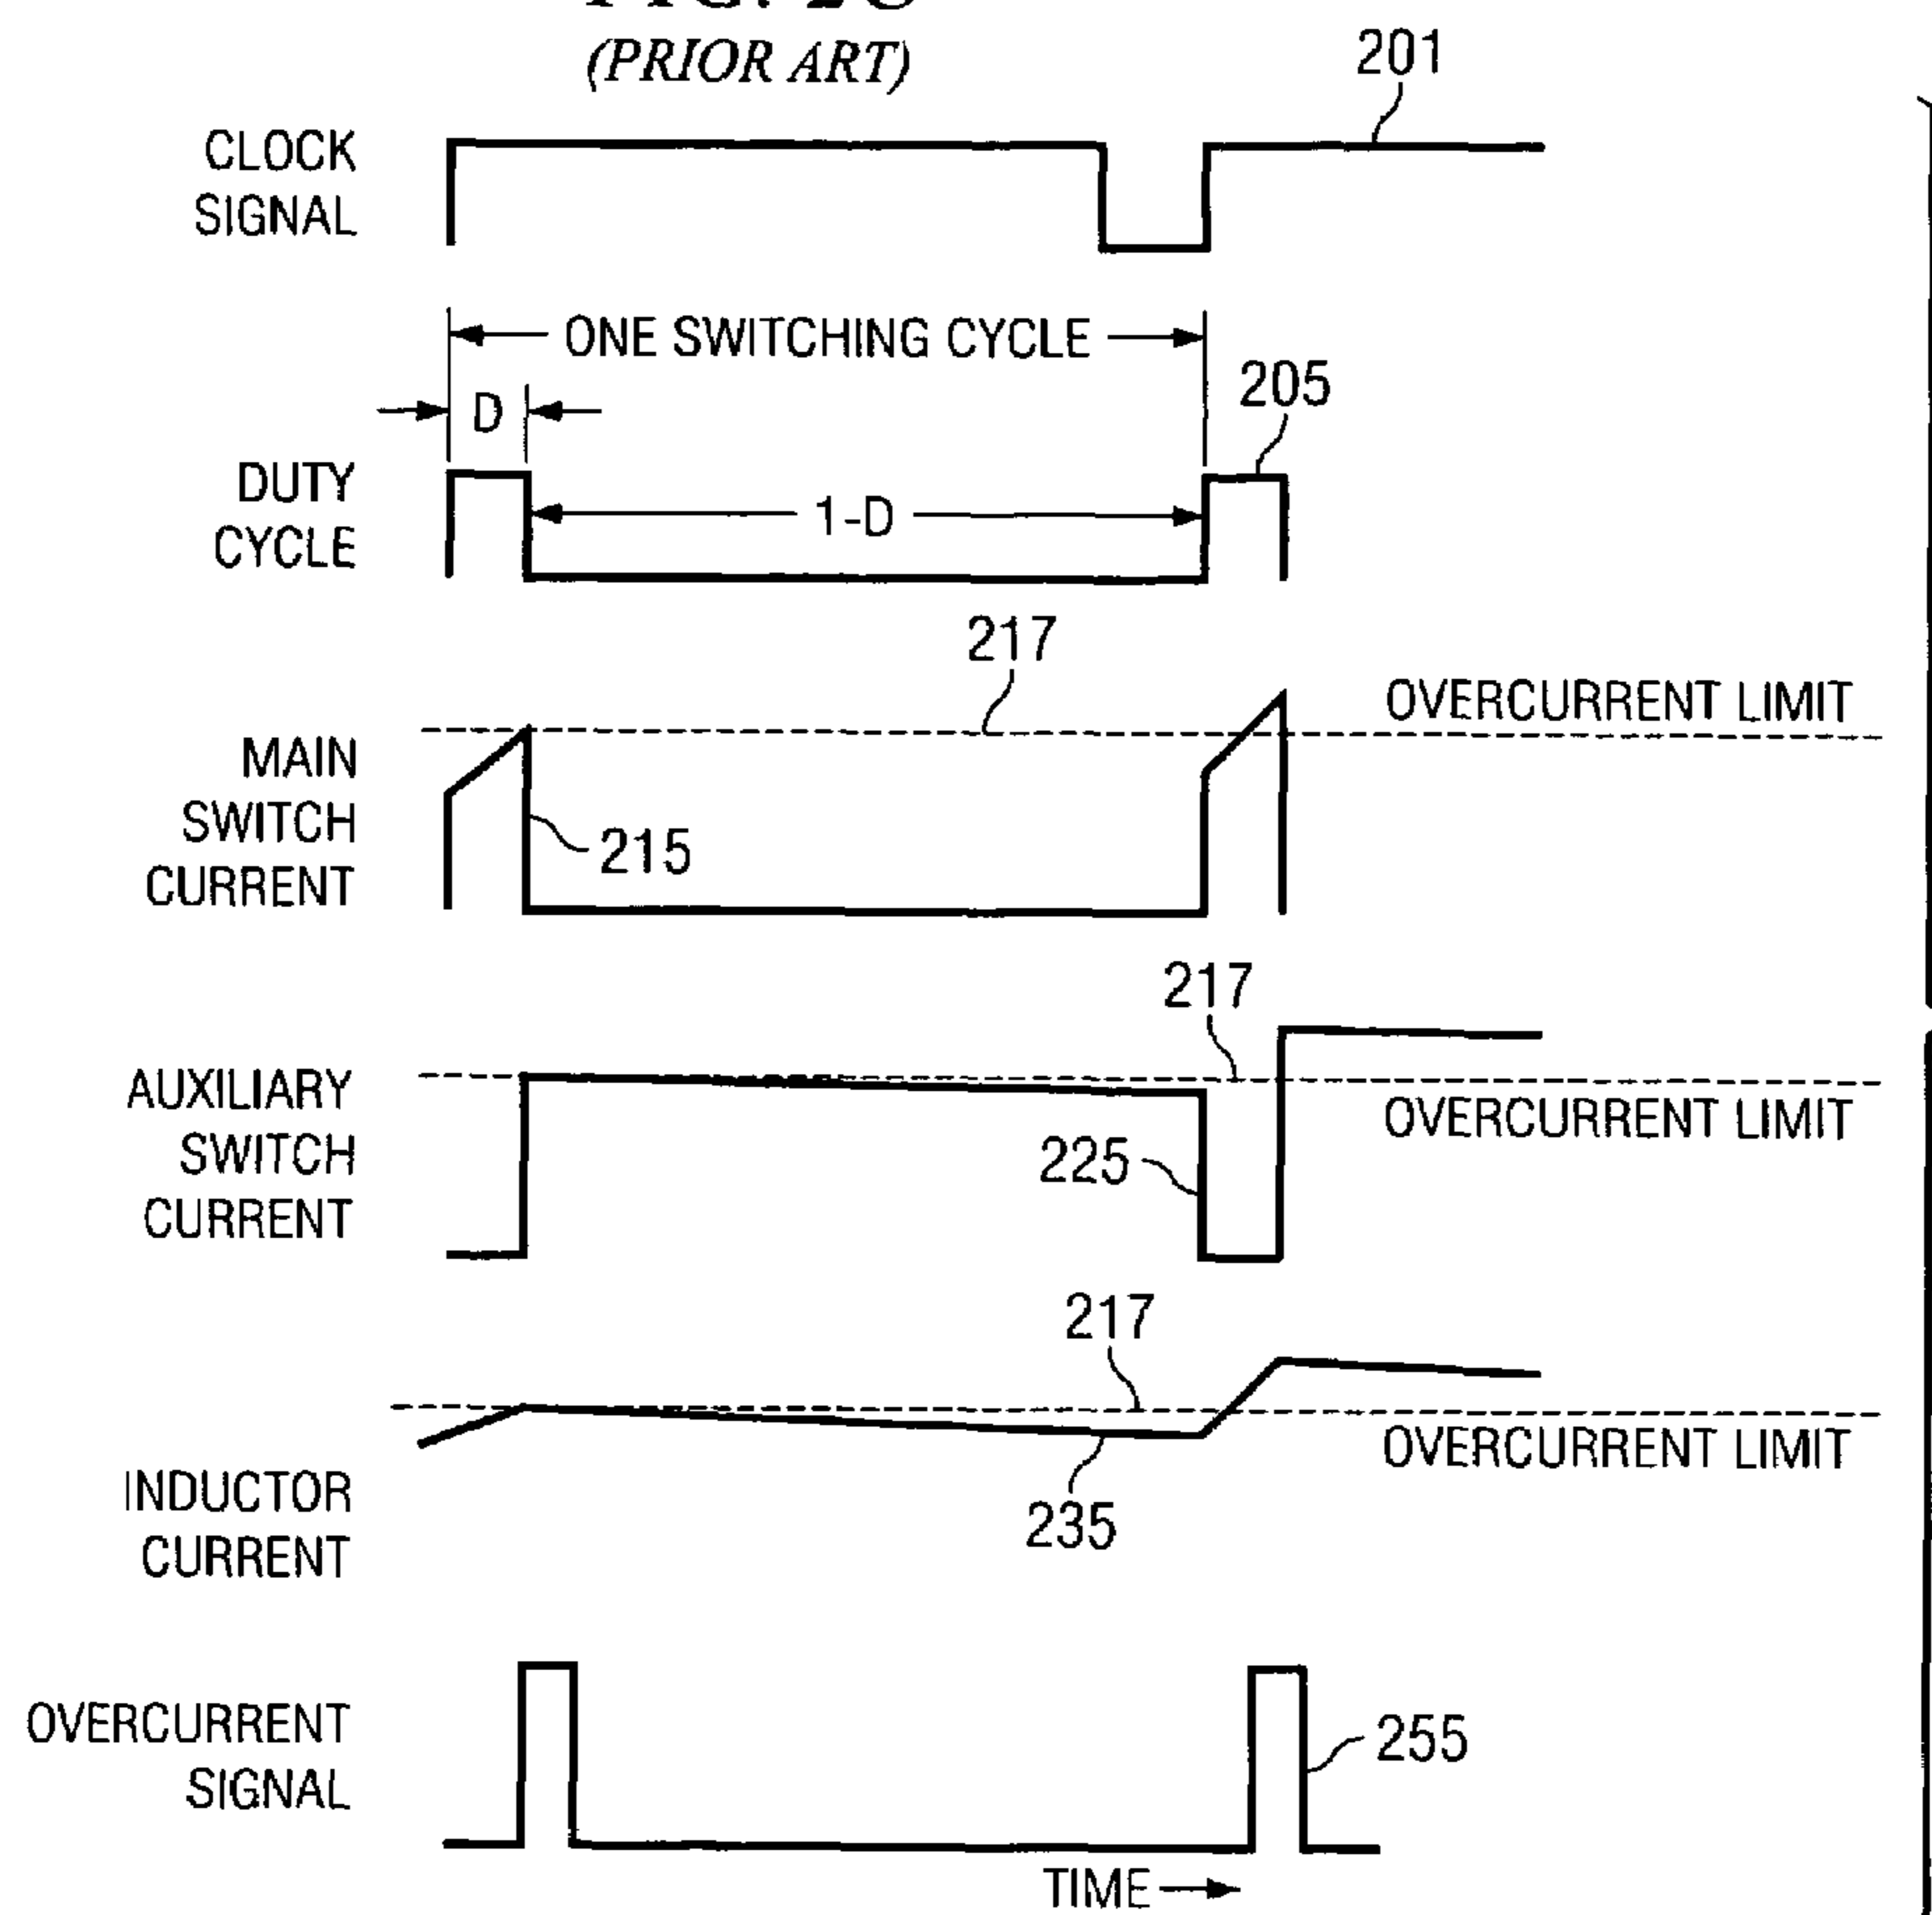 (PRIOR ART)
201
CLOCK
SIGNAL
ONE SWITCHING CYCLE
D
205
DUTY
CYCLE
1-D
217
OVERCURRENT LIMIT
MAIN
SWITCH
CURRENT
215
217
AUXILIARY
SWITCH
CURRENT
OVERCURRENT LIMIT
225
217
OVERCURRENT LIMIT
INDUCTOR
CURRENT
235
OVERCURRENT
SIGNAL
255
TIME